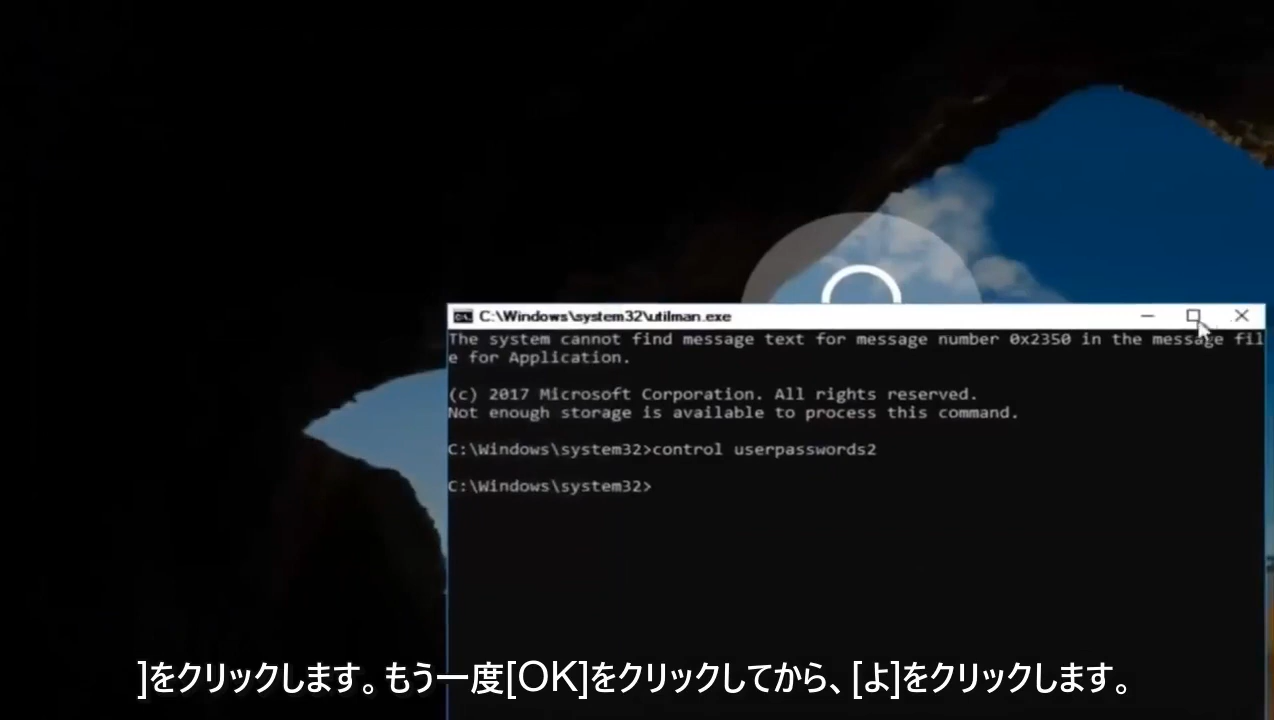 C:\Windows\system32\utilman.exe
The system cannot find message text for message number 0x2350 in the message fil
e for Application.
(c) 2017 Microsoft Corporation. All rights reserved.
Not enough storage is available to process this command.
C:\Windows\system32>control userpasswords2
C:\Windows\system32>
]をクリックします。もう一度[OK]をクリックしてから、[よ]をクリックします。